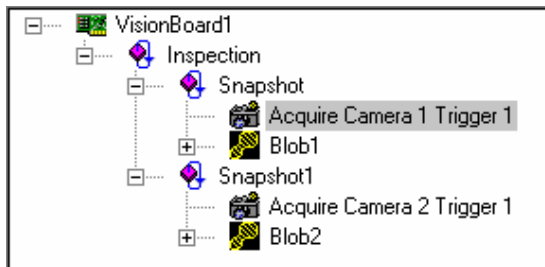 VisionBoard1
Inspection
Snapshot
Acquire Camera 1 Trigger 1
Blob1
Snapshot1
Acquire Camera 2 Trigger 1
Blob2